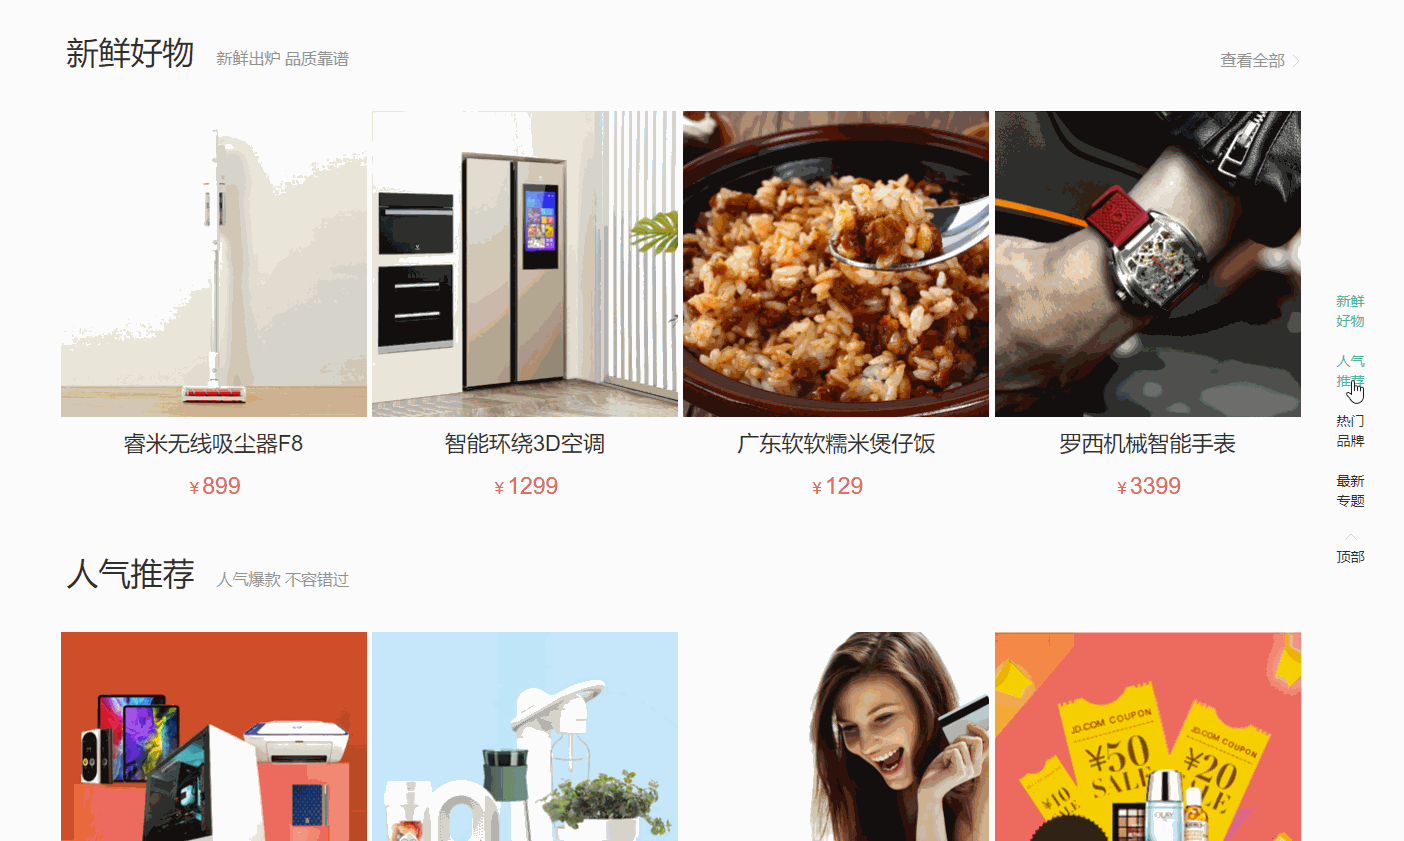 新鲜好物 新鲜出炉 品质靠谱
查看全部
睿米无线吸尘器F8
¥899
智能环绕3D空调
¥1299
广东软软糯米煲仔饭
¥129
罗西机械智能手表
¥3399
新鲜
好物
人气
推荐
热门
品牌
最新
专题
顶部
人气推荐 人气爆款 不容错过
JD.COM COUPON
¥50
SALE
JD.COM COUPON
¥20
SALE
¥10
SALE
OLAY